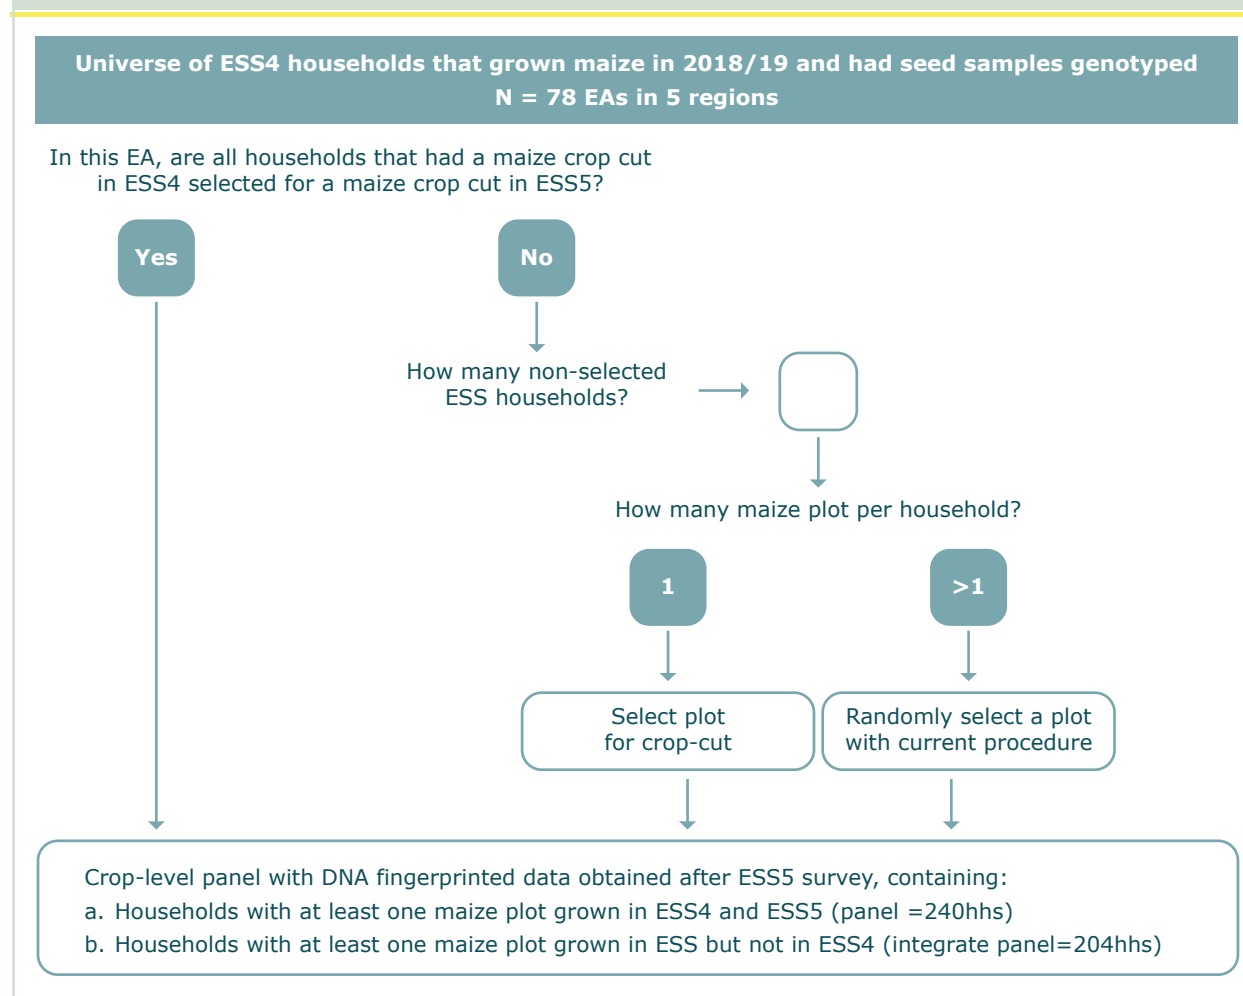 Universe of ESS4 households that grown maize in 2018/19 and had seed samples genotyped
N = 78 EAs in 5 regions
In this EA, are all households that had a maize crop cut
in ESS4 selected for a maize crop cut in ESS5?
Yes
No
How many non-selected
ESS households?
How many maize plot per household?
1
>1
Select plot
for crop-cut
Randomly select a plot
with current procedure
Crop-level panel with DNA fingerprinted data obtained after ESS5 survey, containing:
a. Households with at least one maize plot grown in ESS4 and ESS5 (panel =240hhs)
b. Households with at least one maize plot grown in ESS but not in ESS4 (integrate panel=204hhs)